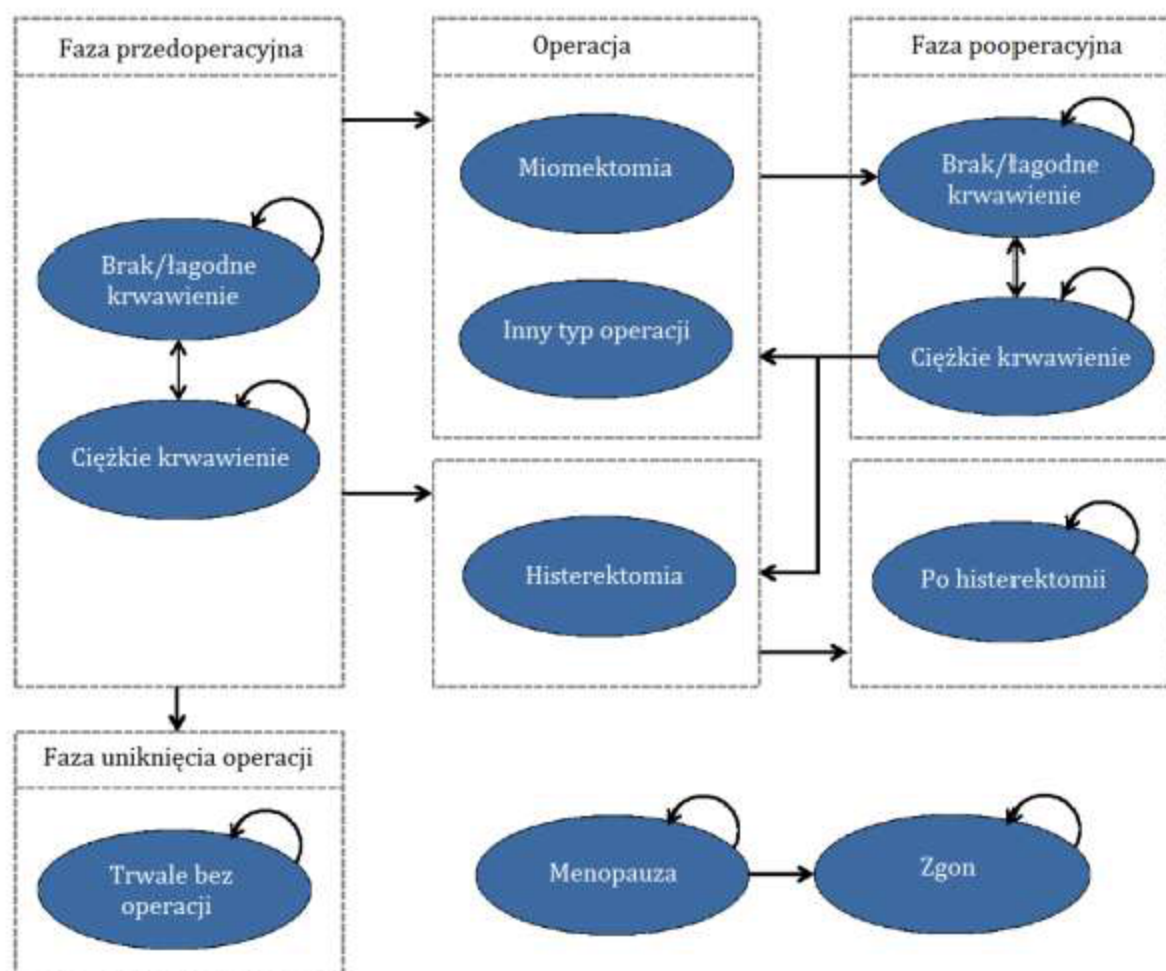 Faza przedoperacyjna
Operacja
Faza pooperacyjna
Miomektomia
Brak/łagodne
krwawienie
Brak/łagodne
krwawienie
Inny typ operacji
Ciężkie krwawienie
Ciężkie krwawienie
Histerektomia
Po histerektomii
Faza uniknięcia operacji
Trwale bez
operacji
Menopauza
Zgon